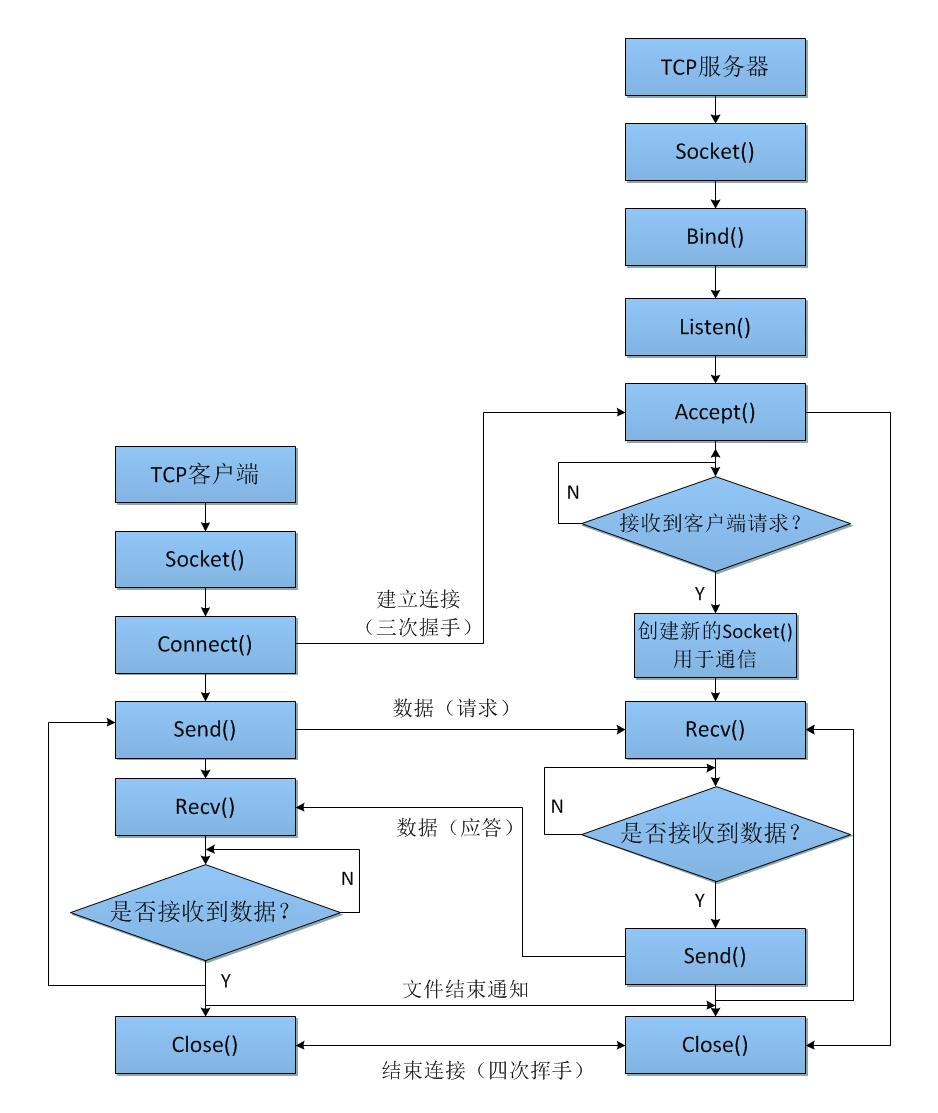 TCP服务器
Socket()
Bind()
Listen()
Accept()
N
接收到客户端请求?
Y
创建新的Socket()
用于通信
Recv()
N
是否接收到数据?
Y
Send()
Close()
TCP客户端
Socket()
Connect()
建立连接
(三次握手)
Send()
数据(请求)
Recv()
数据(应答)
N
是否接收到数据?
Y
文件结束通知
Close()
结束连接(四次挥手)